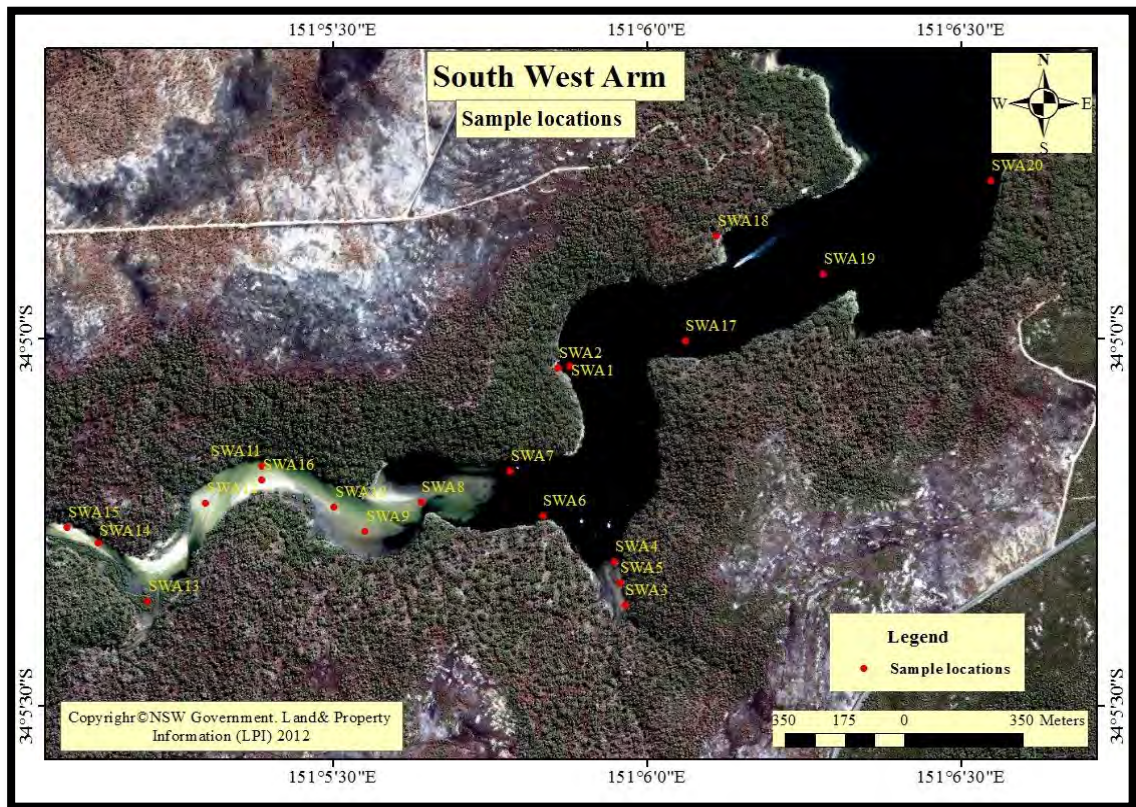 151°5'30"E 151°6'0"E 151°6'30"E
South West Arm
Sample locations
N
W E
S
SWA20
SWA18
SWA19
34°5'0"S 34°5'0"S
SWA17
SWA2
SWA1
SWA11
SWA16
SWA7
SWA8
SWA6
SWA9
SWA15
SWA14
SWA4
SWA5
SWA13
SWA3
Legend
Sample locations
34°5'30"S 34°5'30"S
Copyright©NSW Government. Land& Property
Information (LPI) 2012
350 175 0 350 Meters
151°5'30"E 151°6'0"E 151°6'30"E